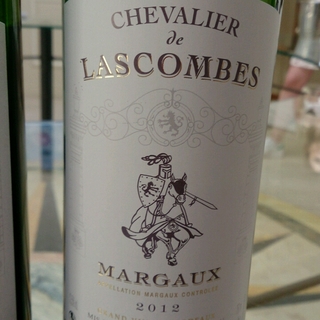 CHEVALIER
de
LASCOMBES
MARGAUX
APPELLATION MARGAUX CONTRÔLÉE
2012